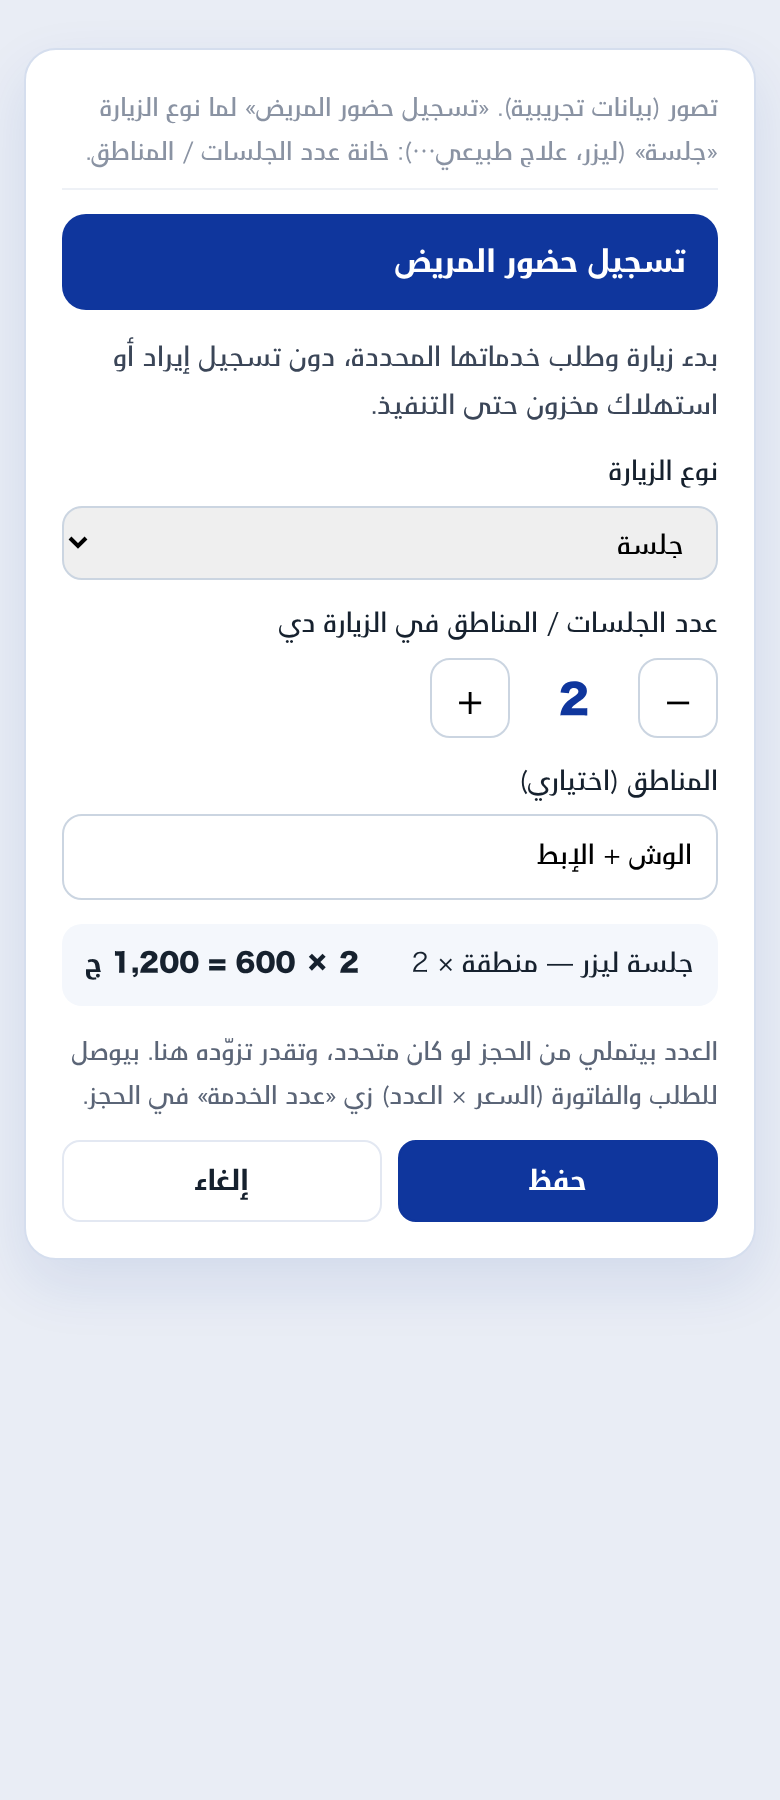 تصور (بيانات تجريبية). «تسجيل حضور المريض» لما نوع الزيارة
«جلسة» (ليزر، علاج طبيعي…): خانة عدد الجلسات / المناطق.
تسجيل حضور المريض
بدء زيارة وطلب خدماتها المحددة، دون تسجيل إيراد أو
استهلاك مخزون حتى التنفيذ.
نوع الزيارة
جلسة
عدد الجلسات / المناطق في الزيارة دي
− 2 +
المناطق (اختياري)
الوش + الإبط
جلسة ليزر — منطقة × 2 2 × 600 = 1,200 ج
العدد بيتملي من الحجز لو كان متحدد، وتقدر تزوّده هنا. بيوصل
للطلب والفاتورة (السعر × العدد) زي «عدد الخدمة» في الحجز.
حفظ إلغاء